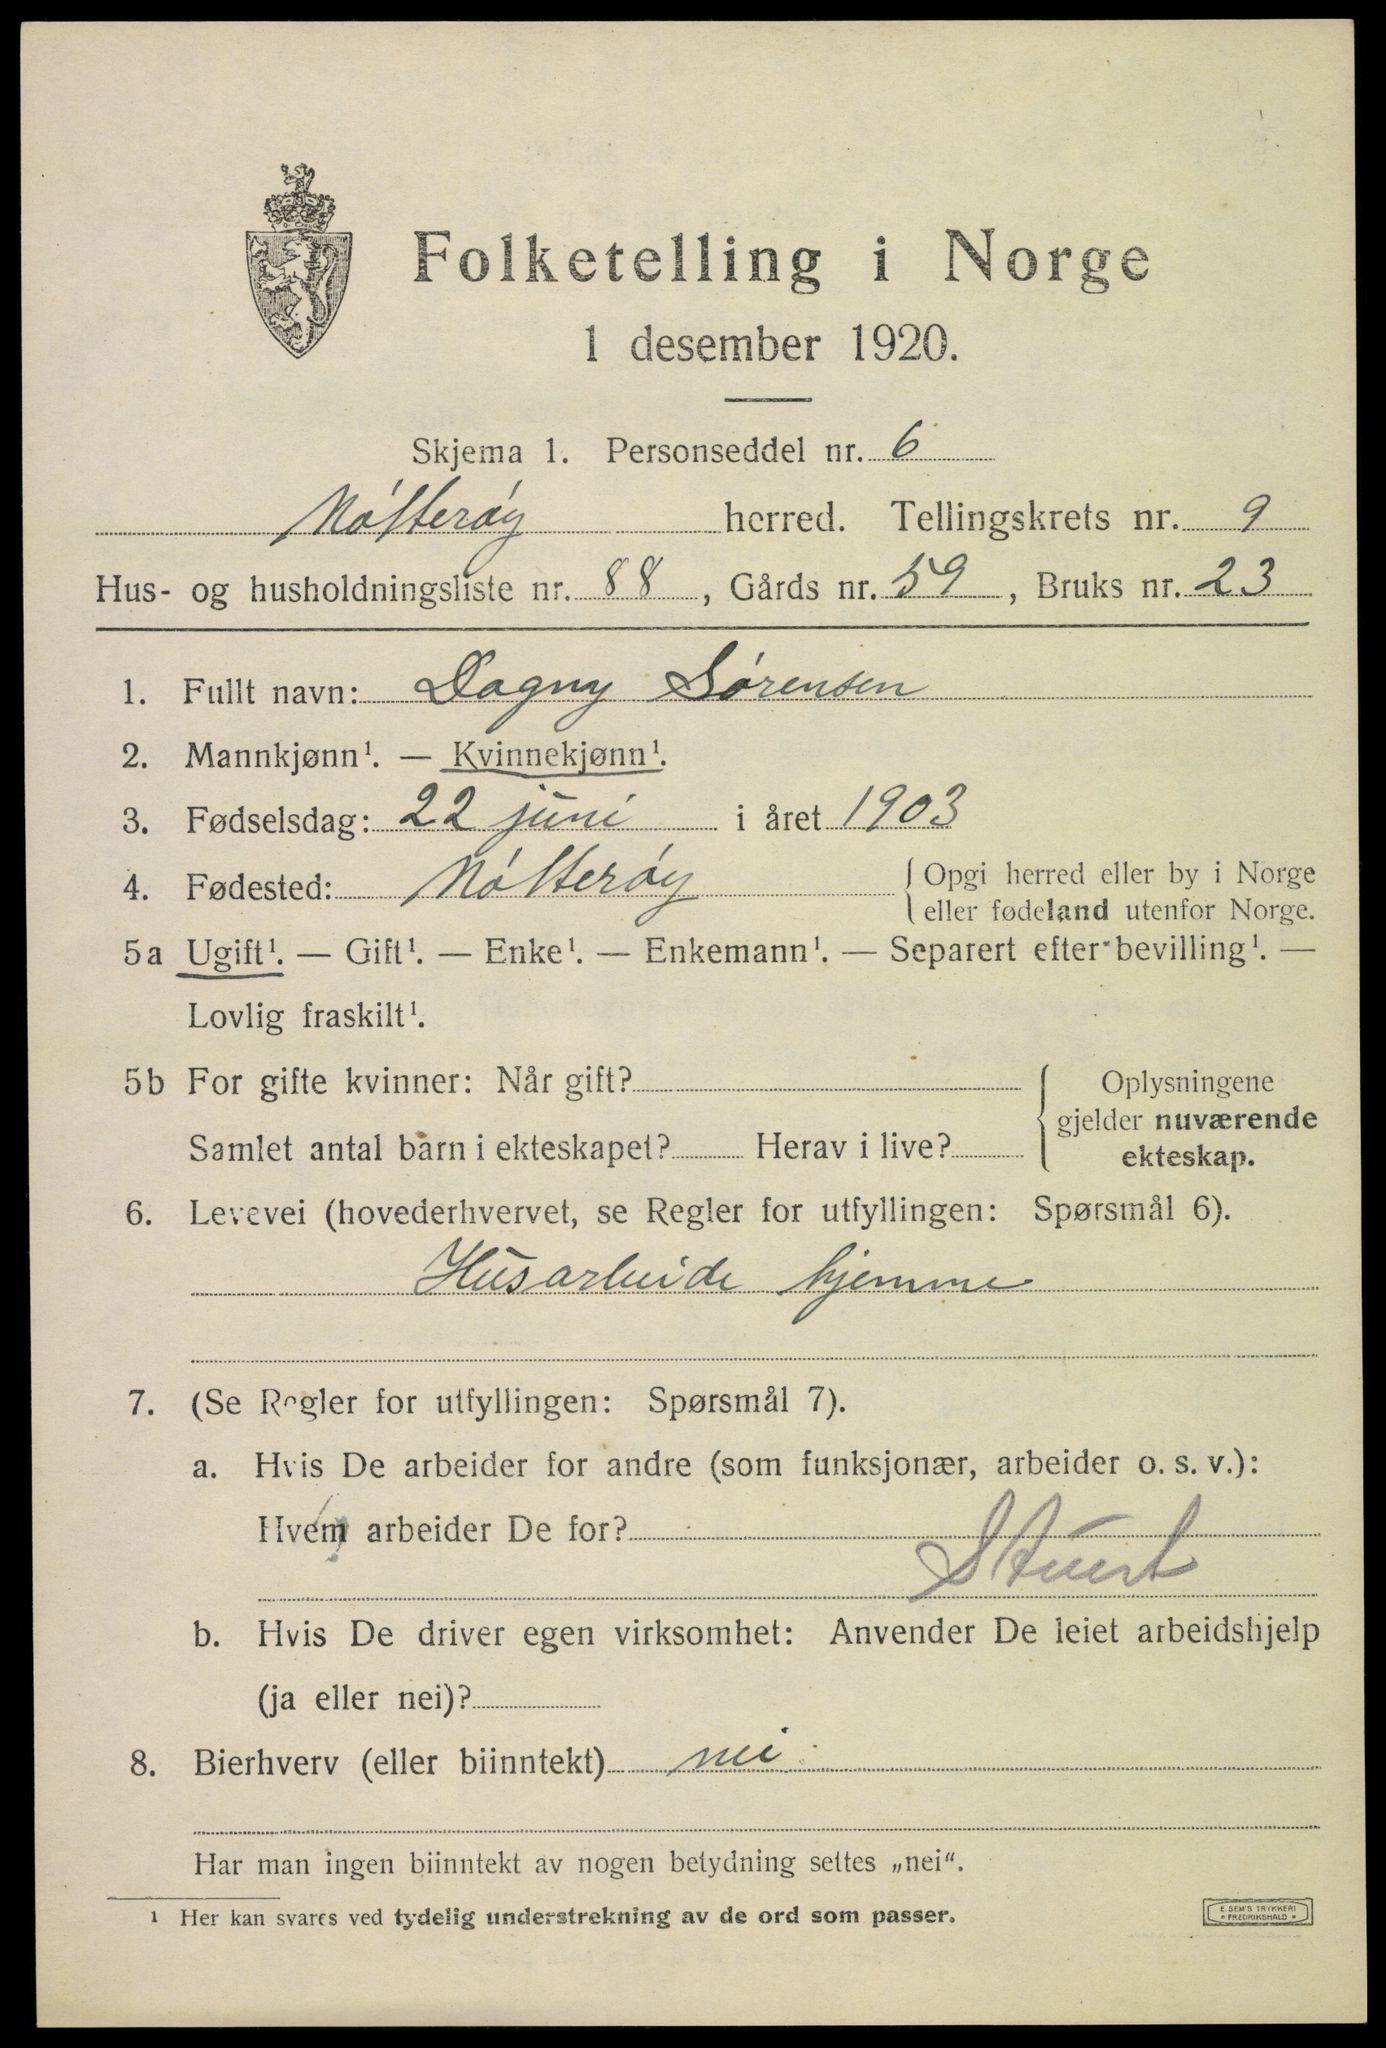 Folketelling i Norge
1 desember 1920.
Skjema 1. Personseddel nr. 6
Nøtterøy herred. Tellingskrets nr. 9
Hus- og husholdningsliste nr. 88, Gårds nr. 59, Bruks nr. 23
1. Fullt navn: Dagny Sørensen
2. Mannkjønn¹. — Kvinnekjønn¹.
3. Fødselsdag: 22 juni i året 1903
4. Fødested: Nøtterøy { Opgi herred eller by i Norge
eller fødeland utenfor Norge.
5a Ugift¹. — Gift¹. — Enke¹. — Enkemann¹. — Separert efter bevilling¹. —
Lovlig fraskilt¹.
5b For gifte kvinner: Når gift? { Oplysningene
gjelder nuværende
Samlet antal barn i ekteskapet? Herav i live? ekteskap.
6. Levevei (hovederhvervet, se Regler for utfyllingen: Spørsmål 6).
Husarbeide hjemme
7. (Se Regler for utfyllingen: Spørsmål 7).
a. Hvis De arbeider for andre (som funksjonær, arbeider o. s. v.):
Hvem arbeider De for?
b. Hvis De driver egen virksomhet: Anvender De leiet arbeidshjelp
(ja eller nei)?
8. Bierhverv (eller biinntekt) nei
Har man ingen biinntekt av nogen betydning settes „nei“.
¹ Her kan svares ved tydelig understrekning av de ord som passer.
E. SEM'S TRYKKERI
* FREDRIKSHALD *